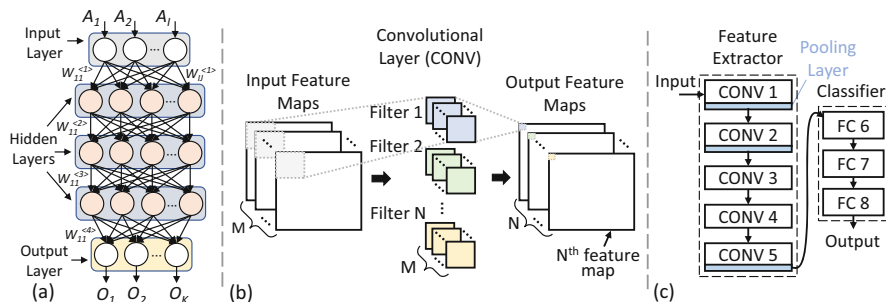 A1 A2 AI
Input Layer
...
W11<1>
WIJ<1>
W11<2>
Hidden Layers
...
...
W11<3>
...
W11<4>
Output Layer
...
O1 O2 OK
(a)
Convolutional Layer (CONV)
Input Feature Maps
Filter 1
Filter 2
Filter N
M
M
Output Feature Maps
N
Nth feature map
(b)
Feature Extractor
Pooling Layer
Input
CONV 1
CONV 2
CONV 3
CONV 4
CONV 5
Classifier
FC 6
FC 7
FC 8
Output
(c)